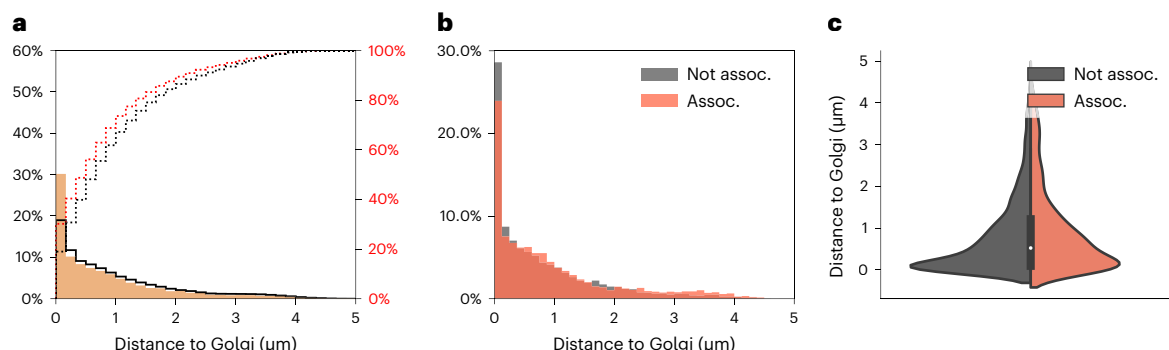 a
60%
50%
40%
30%
20%
10%
0%
100%
80%
60%
40%
20%
0%
0 1 2 3 4 5
Distance to Golgi (μm)
b
30.0%
20.0%
10.0%
0%
Not assoc.
Assoc.
0 1 2 3 4 5
Distance to Golgi (μm)
c
Distance to Golgi (μm)
5
4
3
2
1
0
Not assoc.
Assoc.